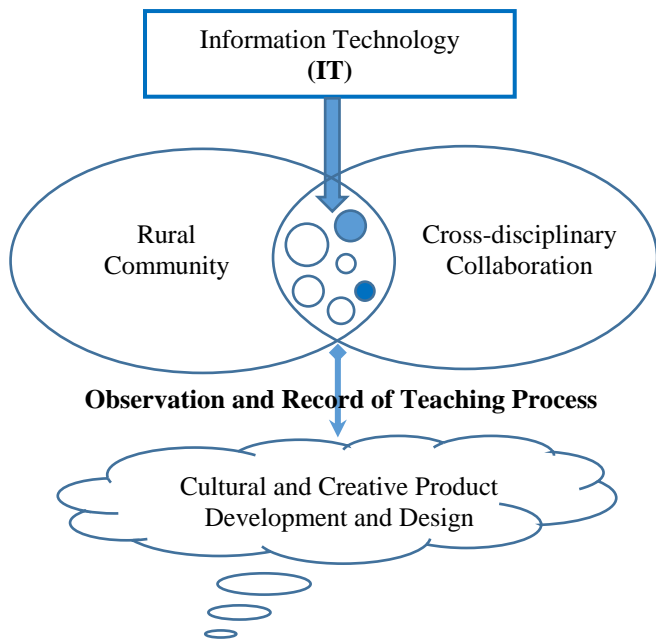 Information Technology
(IT)
Rural
Community
Cross-disciplinary
Collaboration
Observation and Record of Teaching Process
Cultural and Creative Product
Development and Design